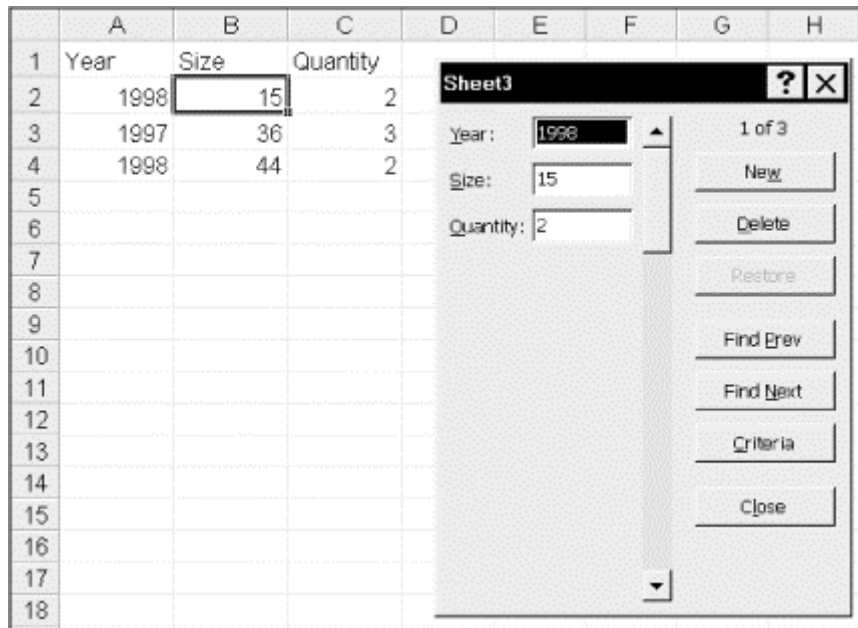 A B C D E F G H
1 Year Size Quantity
2 1998 15 2
3 1997 36 3
4 1998 44 2
5
6
7
8
9
10
11
12
13
14
15
16
17
18
Sheet3 ? X
Year: 1998
Size: 15
Quantity: 2
1 of 3
New
Delete
Restore
Find Prev
Find Next
Criteria
Close